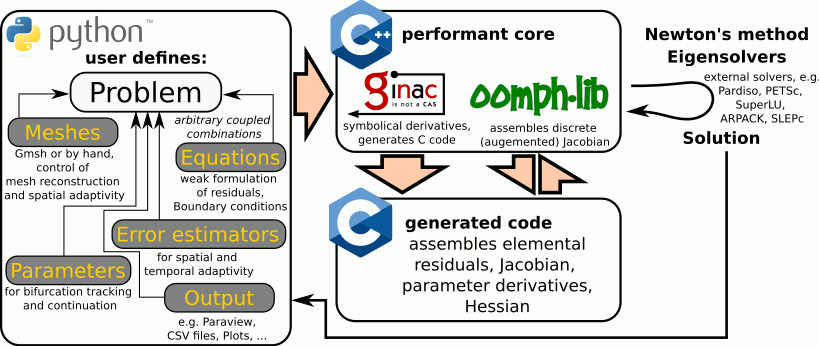 python™
user defines:
Problem
arbitrary coupled
combinations
Meshes
Gmsh or by hand,
control of
mesh reconstruction
and spatial adaptivity
Equations
weak formulation
of residuals,
Boundary conditions
Error estimators
for spatial and
temporal adaptivity
Parameters
for bifurcation tracking
and continuation
Output
e.g. Paraview,
CSV files, Plots, ...
C++
performant core
ginac
is not a CAS
symbolical derivatives,
generates C code
oomph-lib
assembles discrete
(augemented) Jacobian
C
generated code
assembles elemental
residuals, Jacobian,
parameter derivatives,
Hessian
Newton's method
Eigensolvers
external solvers, e.g.
Pardiso, PETSc,
SuperLU,
ARPACK, SLEPc
Solution